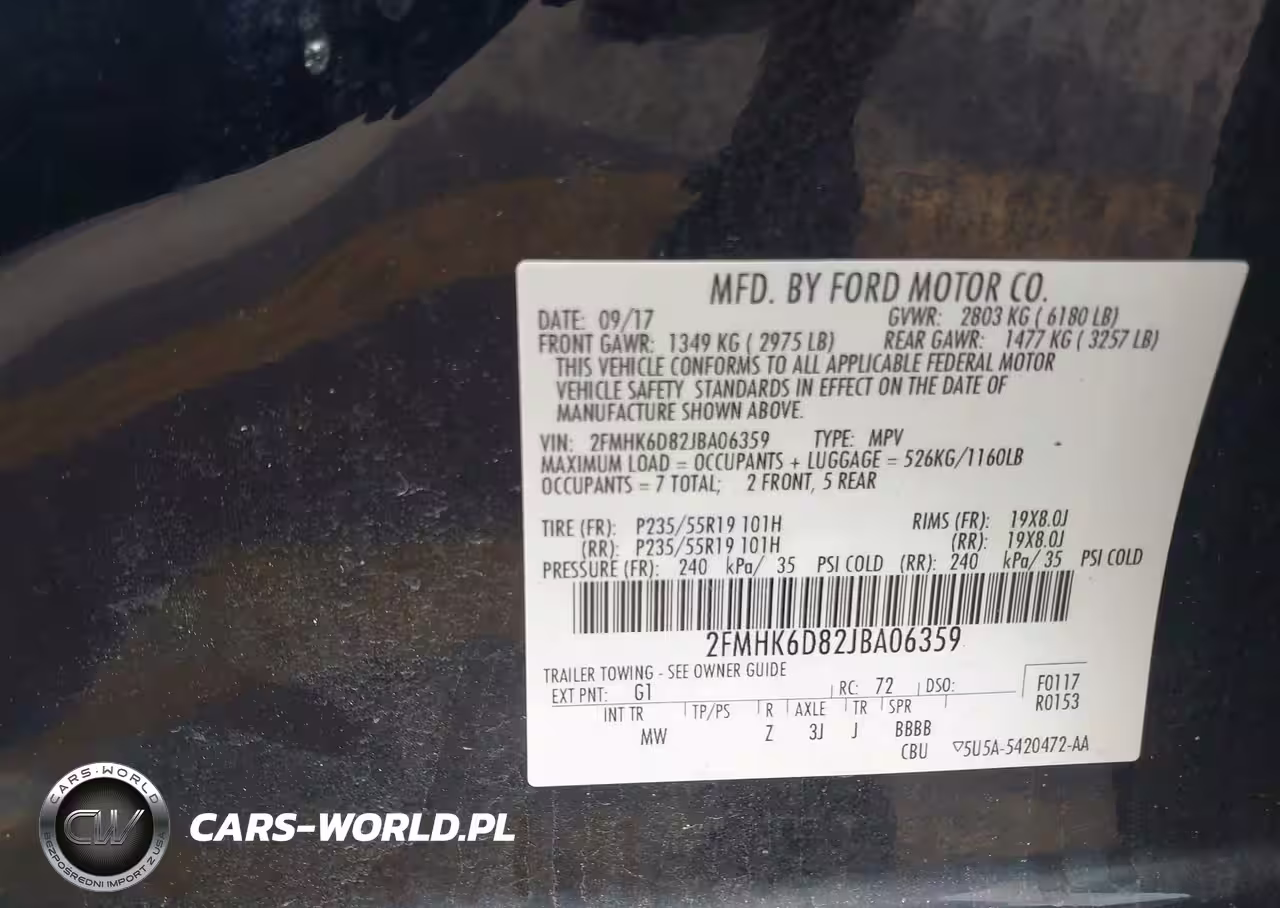 MFD. BY FORD MOTOR CO.
DATE: 09/17 GVWR: 2803 KG ( 6180 LB)
FRONT GAWR: 1349 KG ( 2975 LB) REAR GAWR: 1477 KG ( 3257 LB)
THIS VEHICLE CONFORMS TO ALL APPLICABLE FEDERAL MOTOR
VEHICLE SAFETY STANDARDS IN EFFECT ON THE DATE OF
MANUFACTURE SHOWN ABOVE.
VIN: 2FMHK6D82JBA06359 TYPE: MPV
MAXIMUM LOAD = OCCUPANTS + LUGGAGE = 526KG/1160LB
OCCUPANTS = 7 TOTAL; 2 FRONT, 5 REAR
TIRE (FR): P235/55R19 101H RIMS (FR): 19X8.0J
(RR): P235/55R19 101H (RR): 19X8.0J
PRESSURE (FR): 240 kPa/ 35 PSI COLD (RR): 240 kPa/ 35 PSI COLD
2FMHK6D82JBA06359
TRAILER TOWING - SEE OWNER GUIDE
EXT PNT: G1 RC: 72 DSO: F0117
R0153
INT TR TP/PS R AXLE TR SPR
MW Z 3J J BBBB
CBU ▽5U5A-5420472-AA
CARS-WORLD
CW
BEZPOŚREDNI IMPORT Z USA
CARS-WORLD.PL